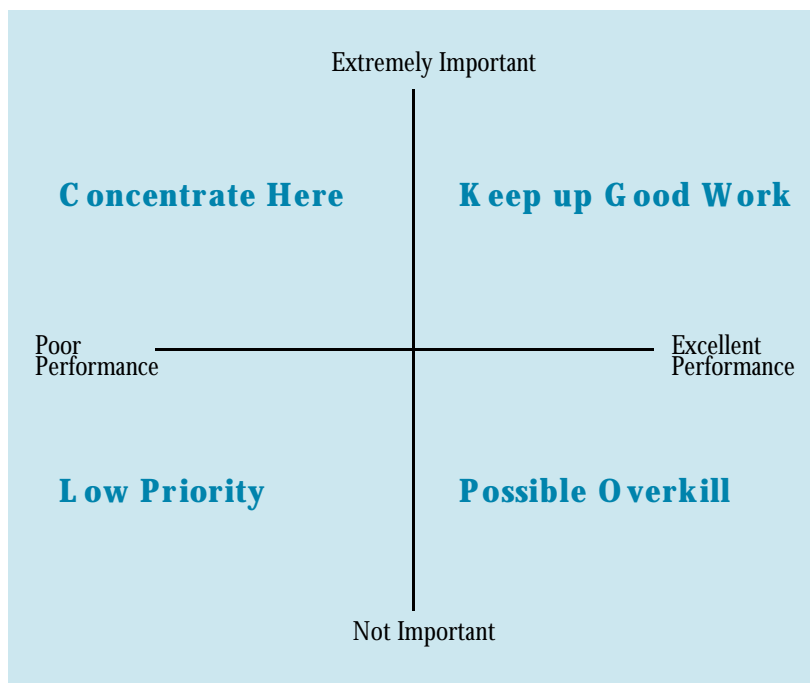 Extremely Important
Concentrate Here
Keep up Good Work
Poor
Performance
Excellent
Performance
Low Priority
Possible Overkill
Not Important